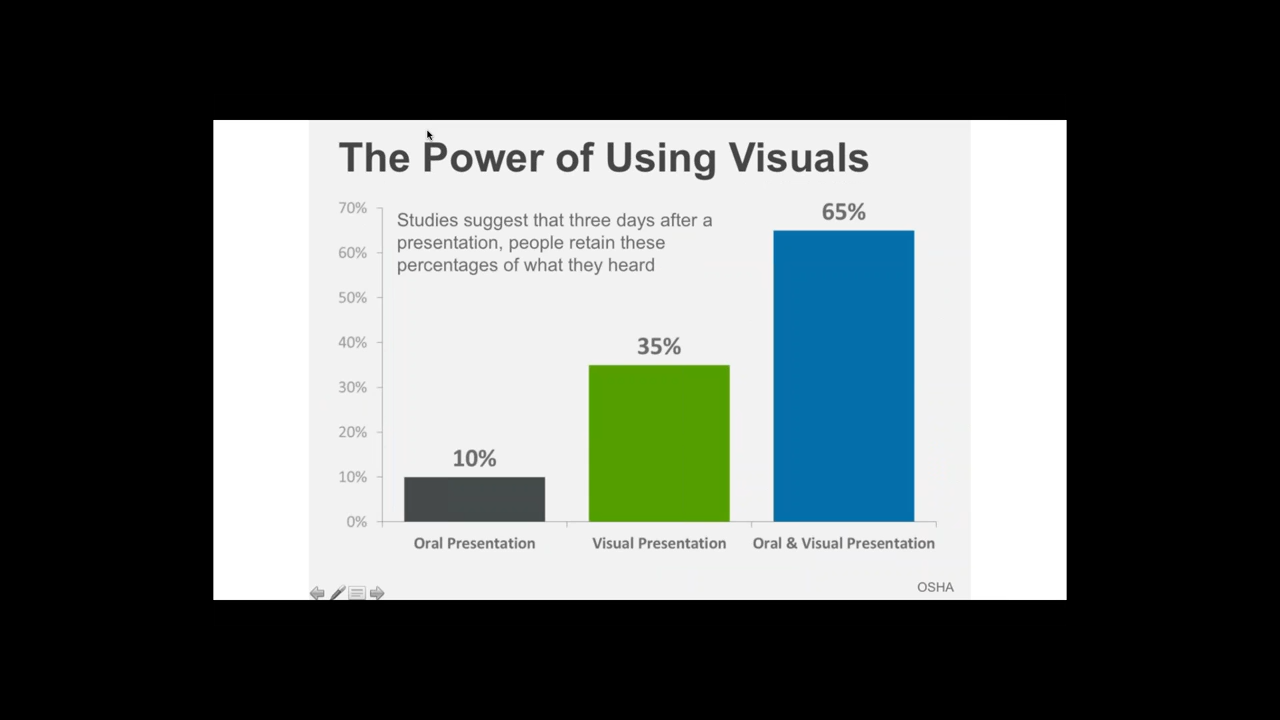 The Power of Using Visuals
Studies suggest that three days after a
presentation, people retain these
percentages of what they heard
70%
60%
50%
40%
30%
20%
10%
0%
10%
35%
65%
Oral Presentation
Visual Presentation
Oral & Visual Presentation
OSHA